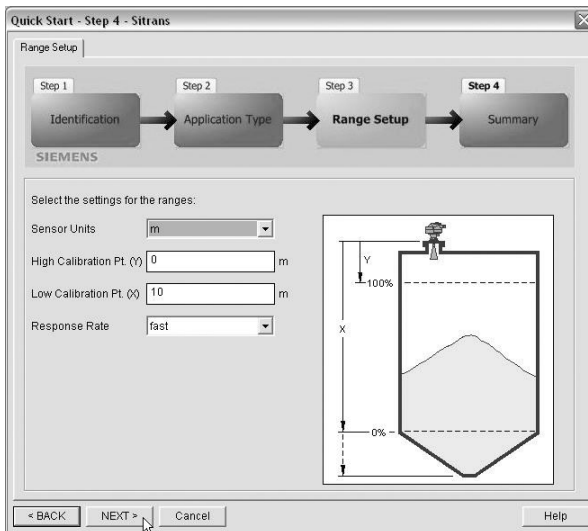 Quick Start - Step 4 - Sitrans
Range Setup
Step 1
Step 2
Step 3
Step 4
Identification
Application Type
Range Setup
Summary
SIEMENS
Select the settings for the ranges:
Sensor Units
m
High Calibration Pt. (Y)
0
m
Low Calibration Pt. (X)
10
m
Response Rate
fast
Y
100%
X
0%
< BACK
NEXT >
Cancel
Help